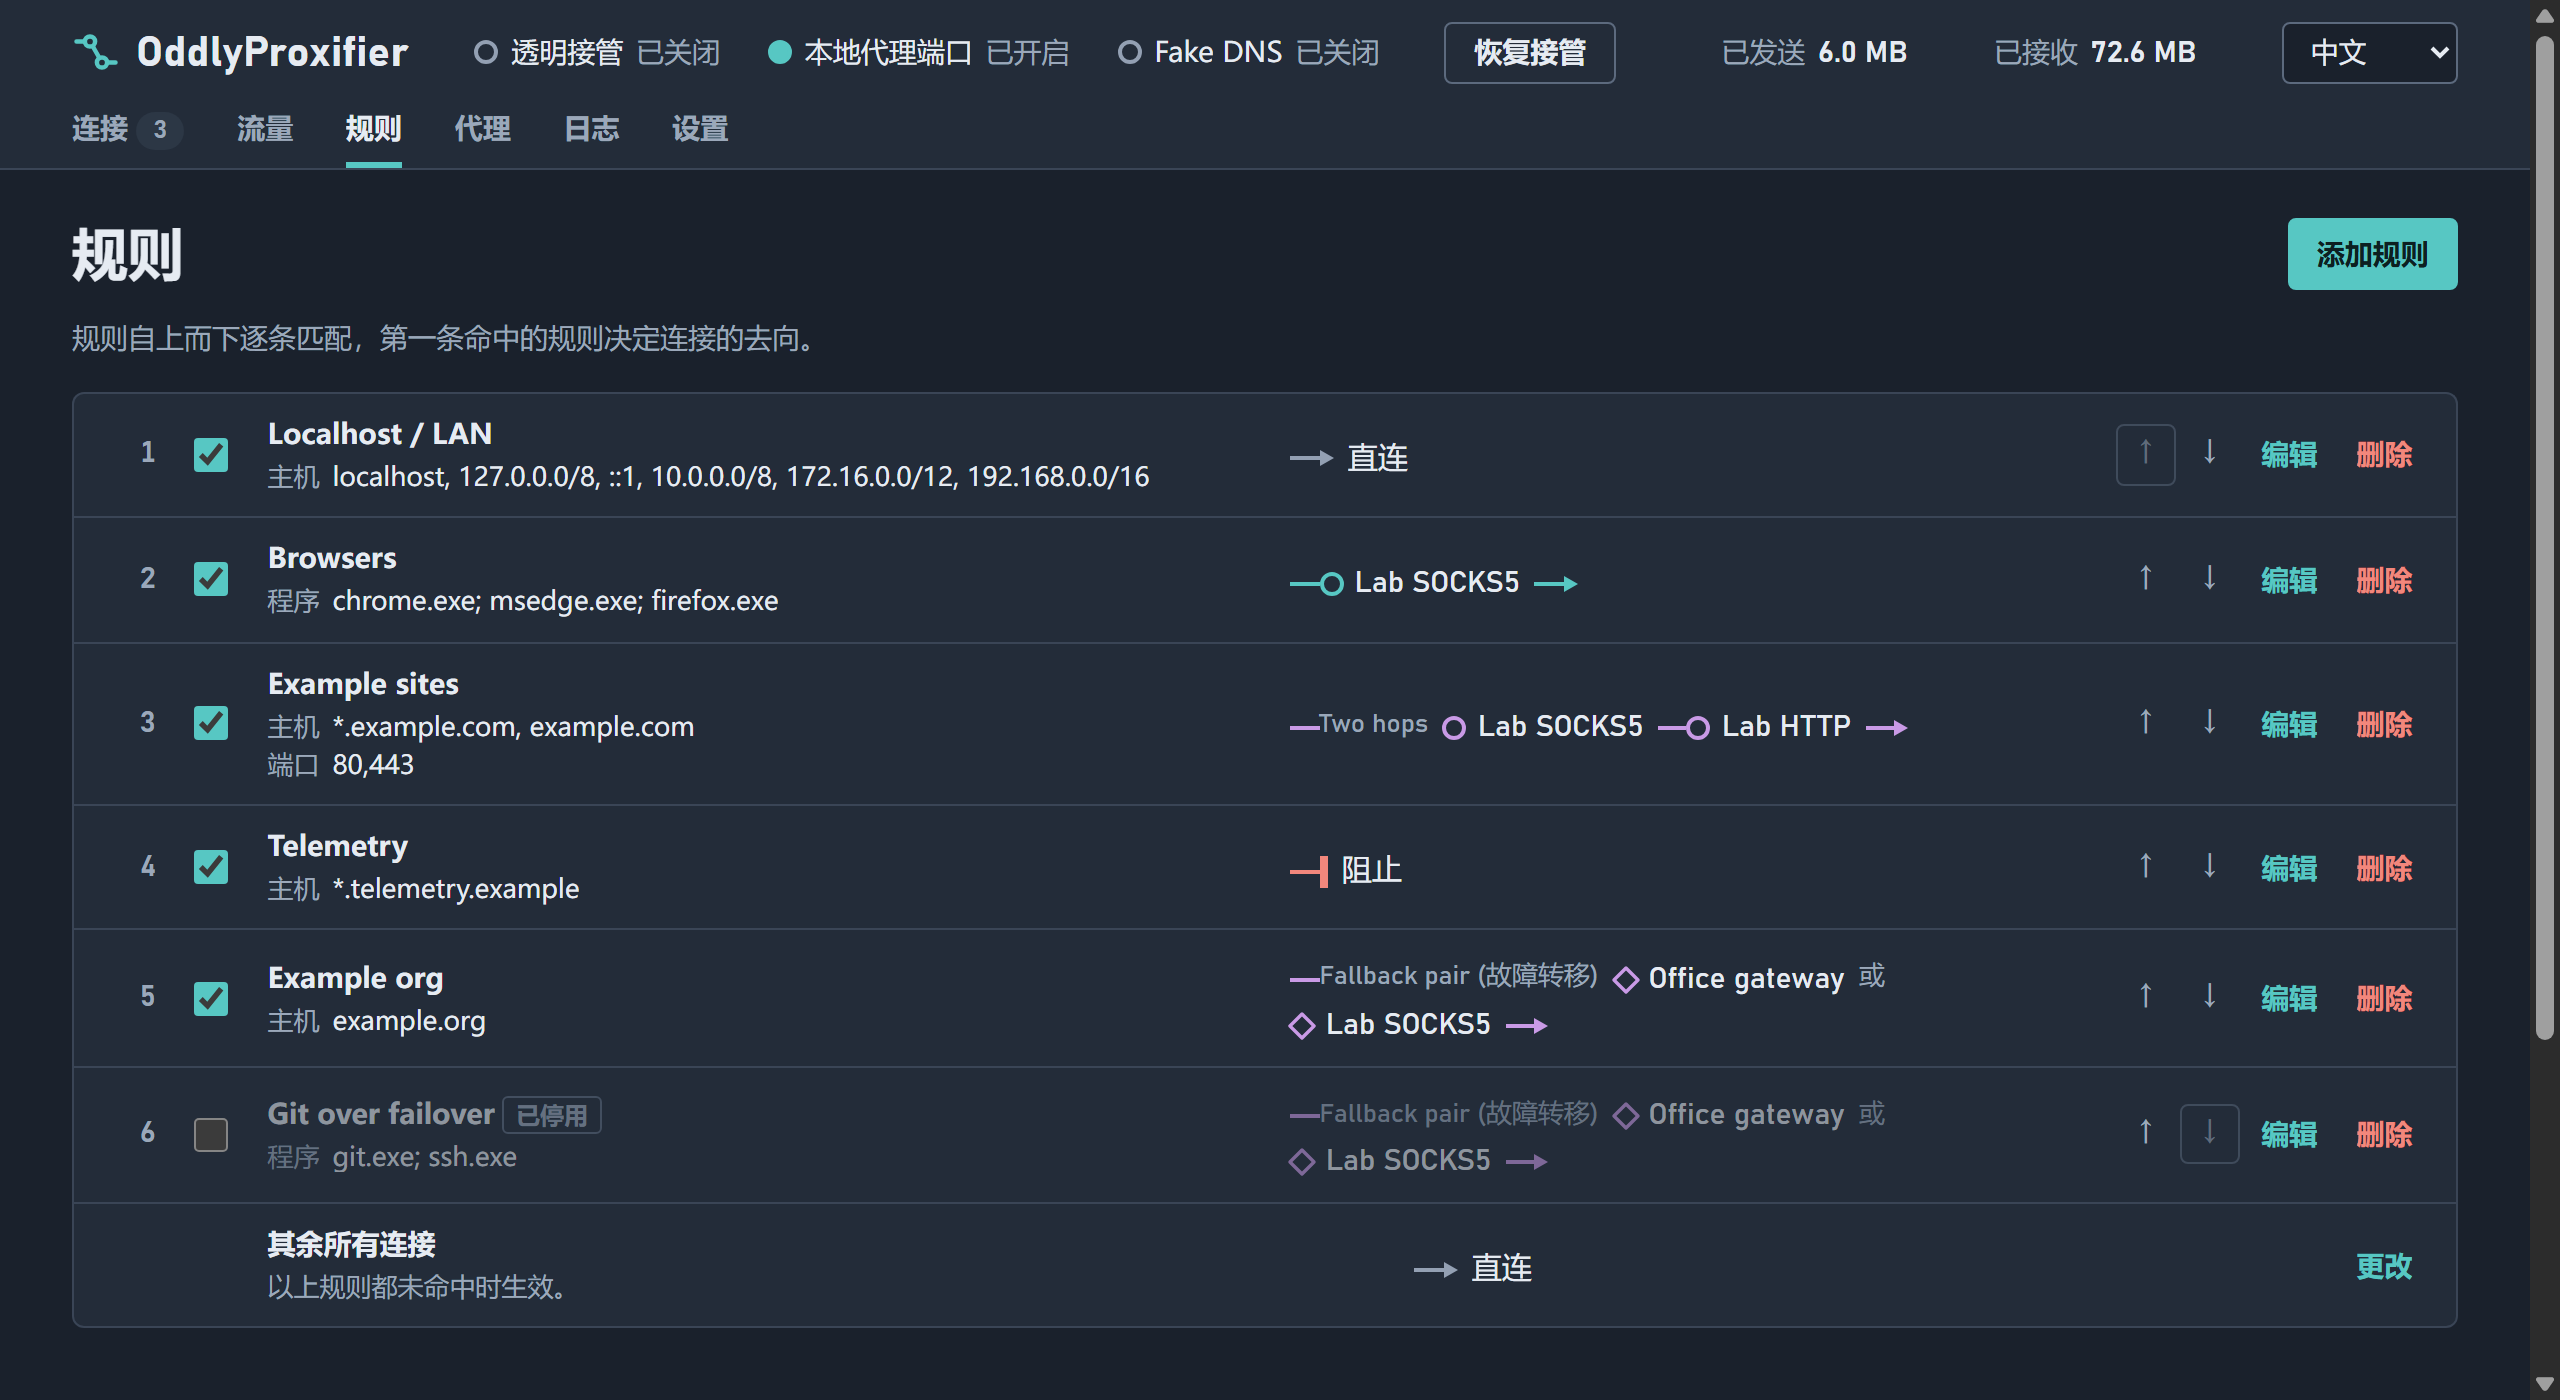 OddlyProxifier 透明接管 已关闭 本地代理端口 已开启 Fake DNS 已关闭 恢复接管 已发送 6.0 MB 已接收 72.6 MB 中文
连接 3 流量 规则 代理 日志 设置
规则 添加规则
规则自上而下逐条匹配，第一条命中的规则决定连接的去向。
1 Localhost / LAN
主机 localhost, 127.0.0.0/8, ::1, 10.0.0.0/8, 172.16.0.0/12, 192.168.0.0/16
直连 ↑ ↓ 编辑 删除
2 Browsers
程序 chrome.exe; msedge.exe; firefox.exe
Lab SOCKS5 ↑ ↓ 编辑 删除
3 Example sites
主机 *.example.com, example.com
端口 80,443
Two hops Lab SOCKS5 Lab HTTP ↑ ↓ 编辑 删除
4 Telemetry
主机 *.telemetry.example
阻止 ↑ ↓ 编辑 删除
5 Example org
主机 example.org
Fallback pair (故障转移) Office gateway 或
Lab SOCKS5
↑ ↓ 编辑 删除
6 Git over failover 已停用
程序 git.exe; ssh.exe
Fallback pair (故障转移) Office gateway 或
Lab SOCKS5
↑ ↓ 编辑 删除
其余所有连接
以上规则都未命中时生效。
直连 更改